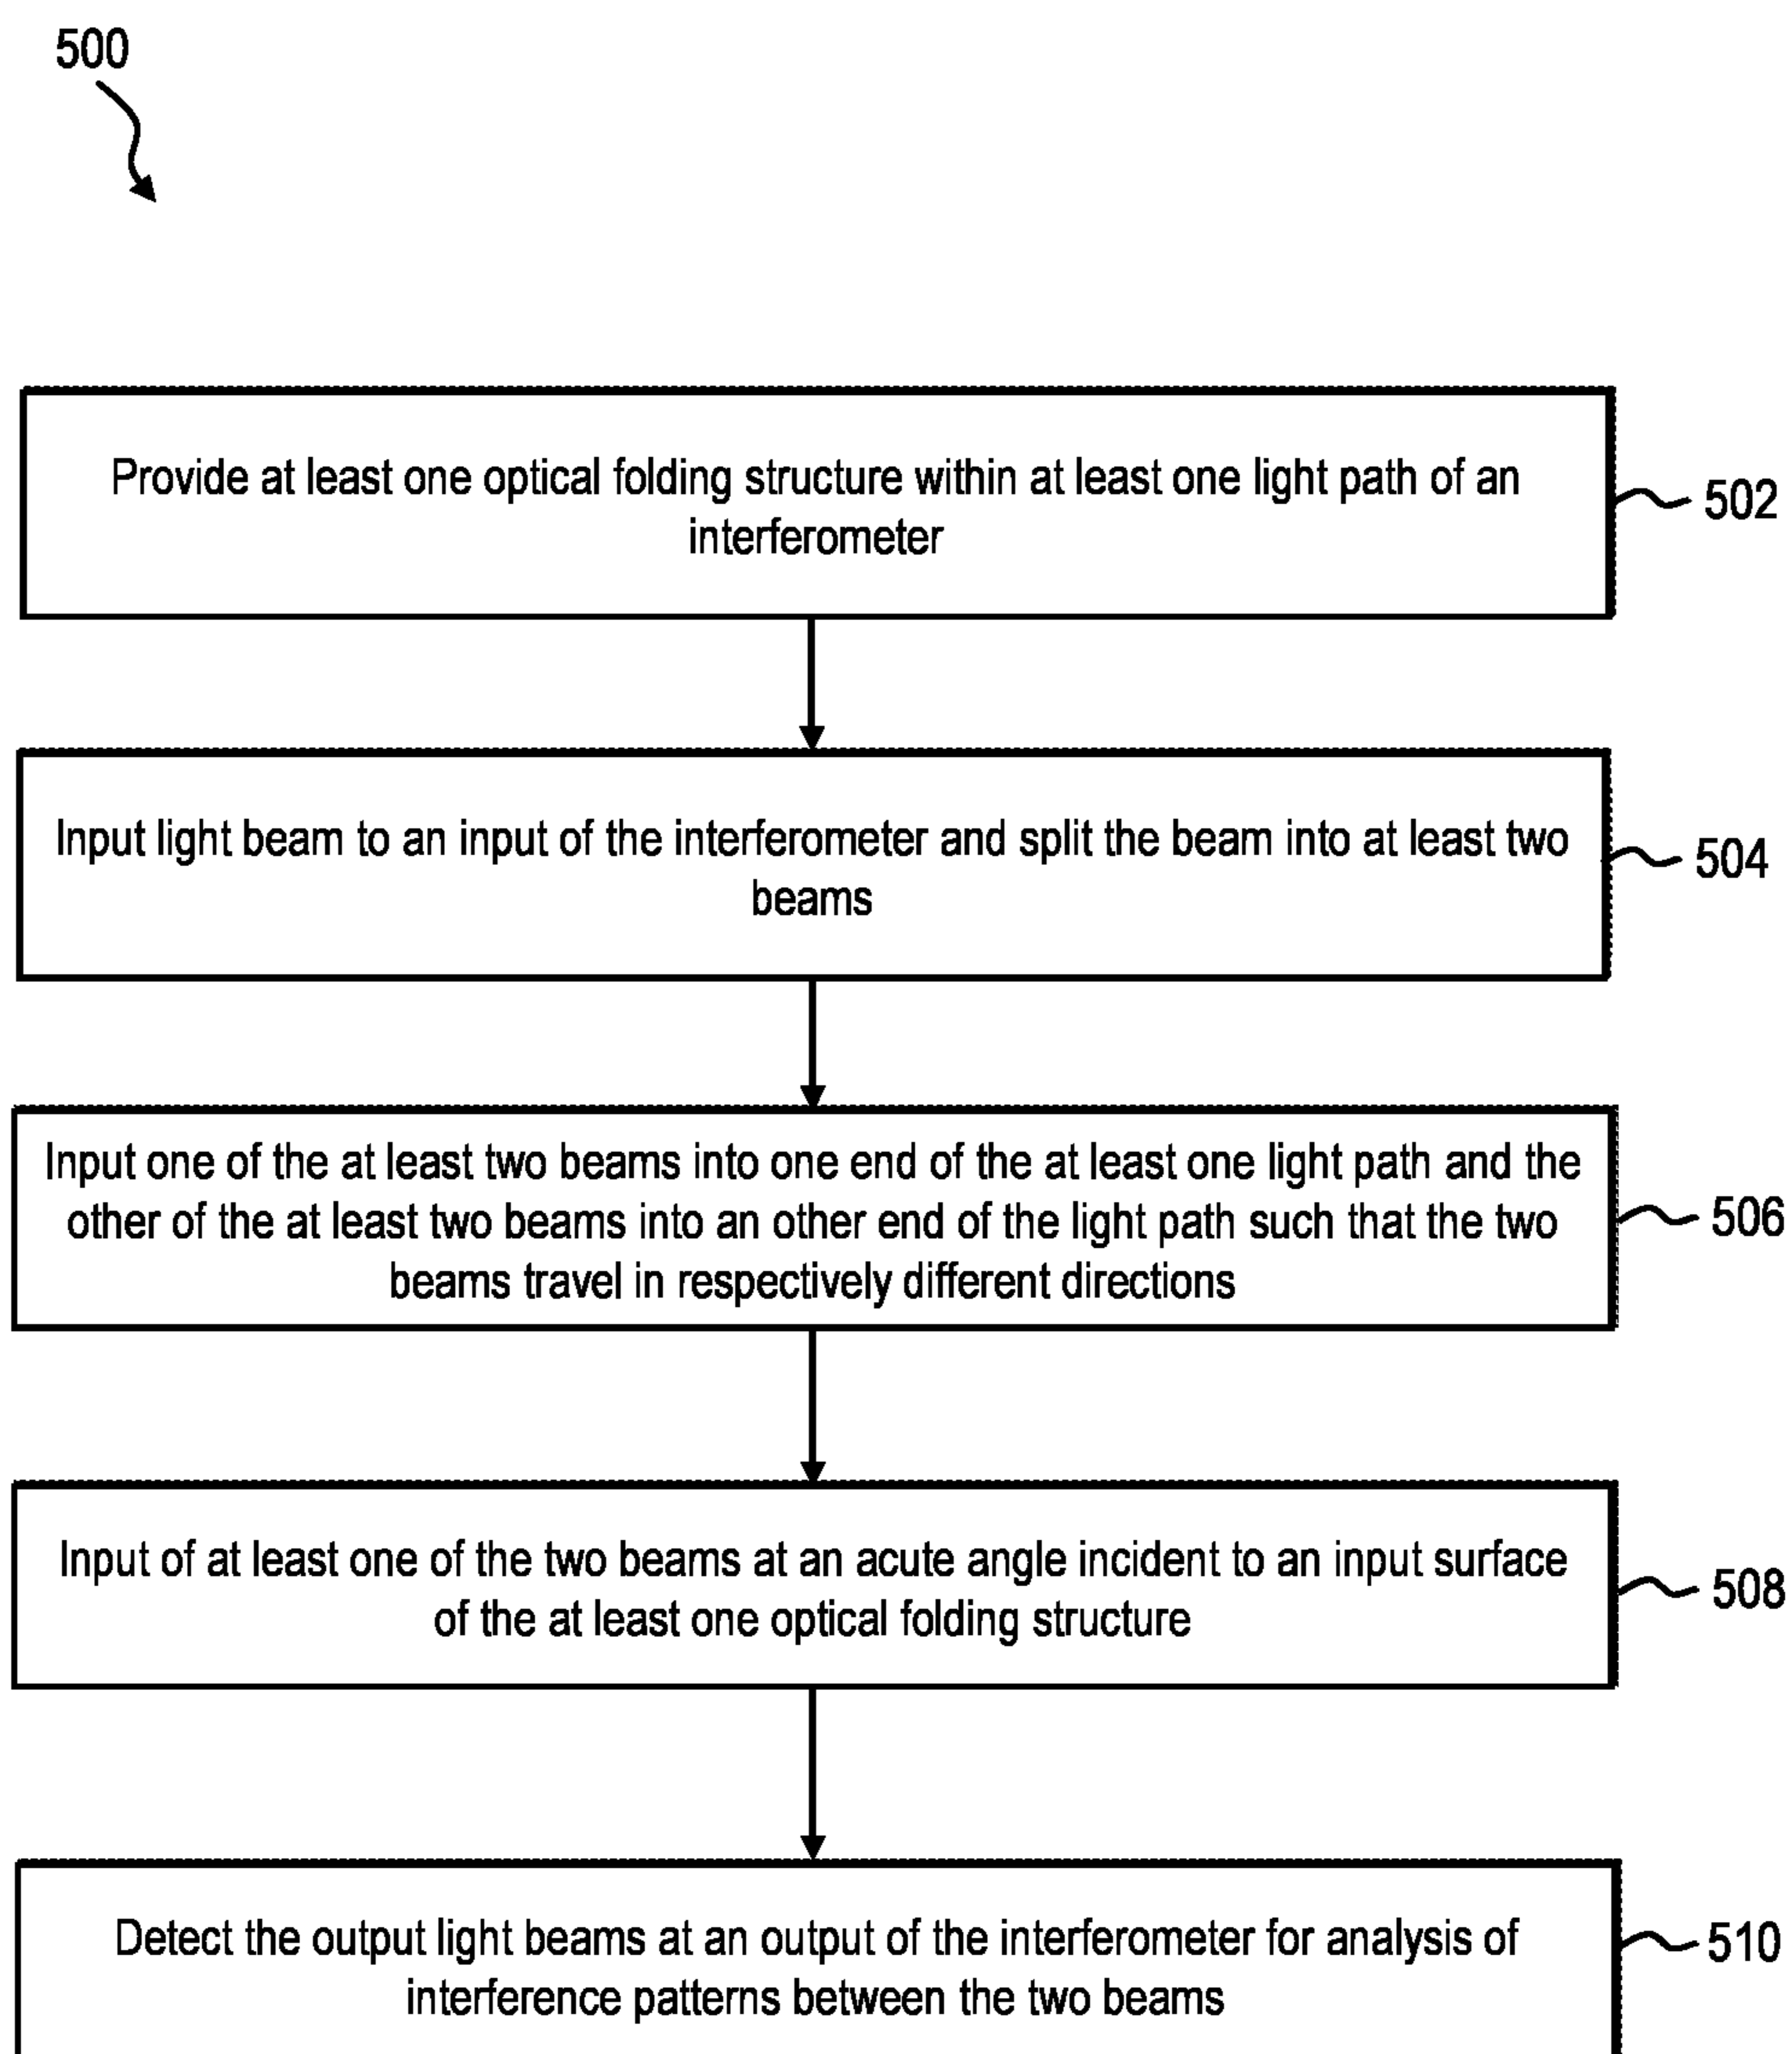 500
Provide at least one optical folding structure within at least one light path of an
interferometer
502
Input light beam to an input of the interferometer and split the beam into at least two
beams
504
Input one of the at least two beams into one end of the at least one light path and the
other of the at least two beams into an other end of the light path such that the two
beams travel in respectively different directions
506
Input of at least one of the two beams at an acute angle incident to an input surface
of the at least one optical folding structure
508
Detect the output light beams at an output of the interferometer for analysis of
interference patterns between the two beams
510